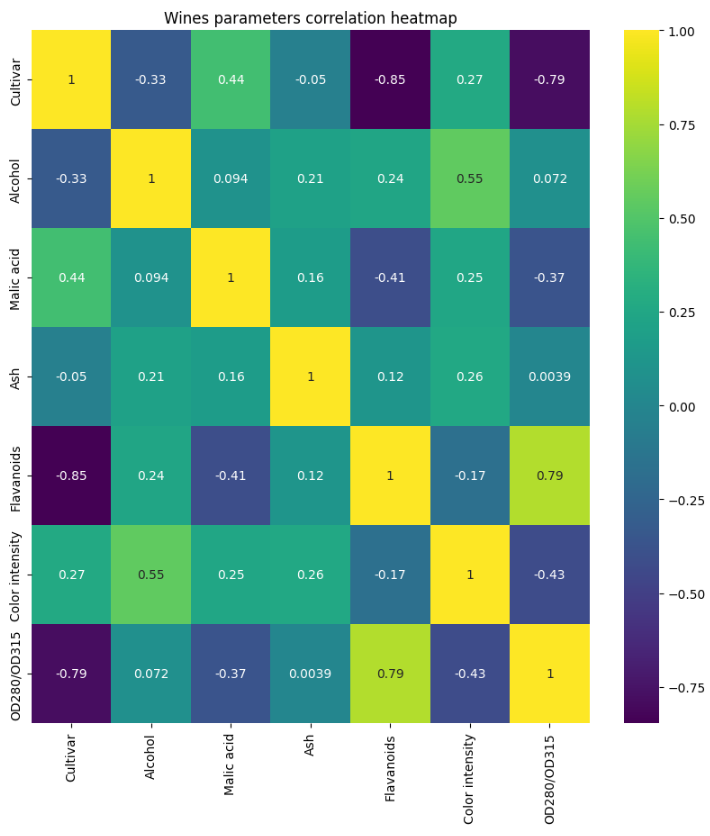 Wines parameters correlation heatmap
Cultivar 1 -0.33 0.44 -0.05 -0.85 0.27 -0.79
Alcohol -0.33 1 0.094 0.21 0.24 0.55 0.072
Malic acid 0.44 0.094 1 0.16 -0.41 0.25 -0.37
Ash -0.05 0.21 0.16 1 0.12 0.26 0.0039
Flavanoids -0.85 0.24 -0.41 0.12 1 -0.17 0.79
Color intensity 0.27 0.55 0.25 0.26 -0.17 1 -0.43
OD280/OD315 -0.79 0.072 -0.37 0.0039 0.79 -0.43 1
Cultivar Alcohol Malic acid Ash Flavanoids Color intensity OD280/OD315
1.00
0.75
0.50
0.25
0.00
−0.25
−0.50
−0.75